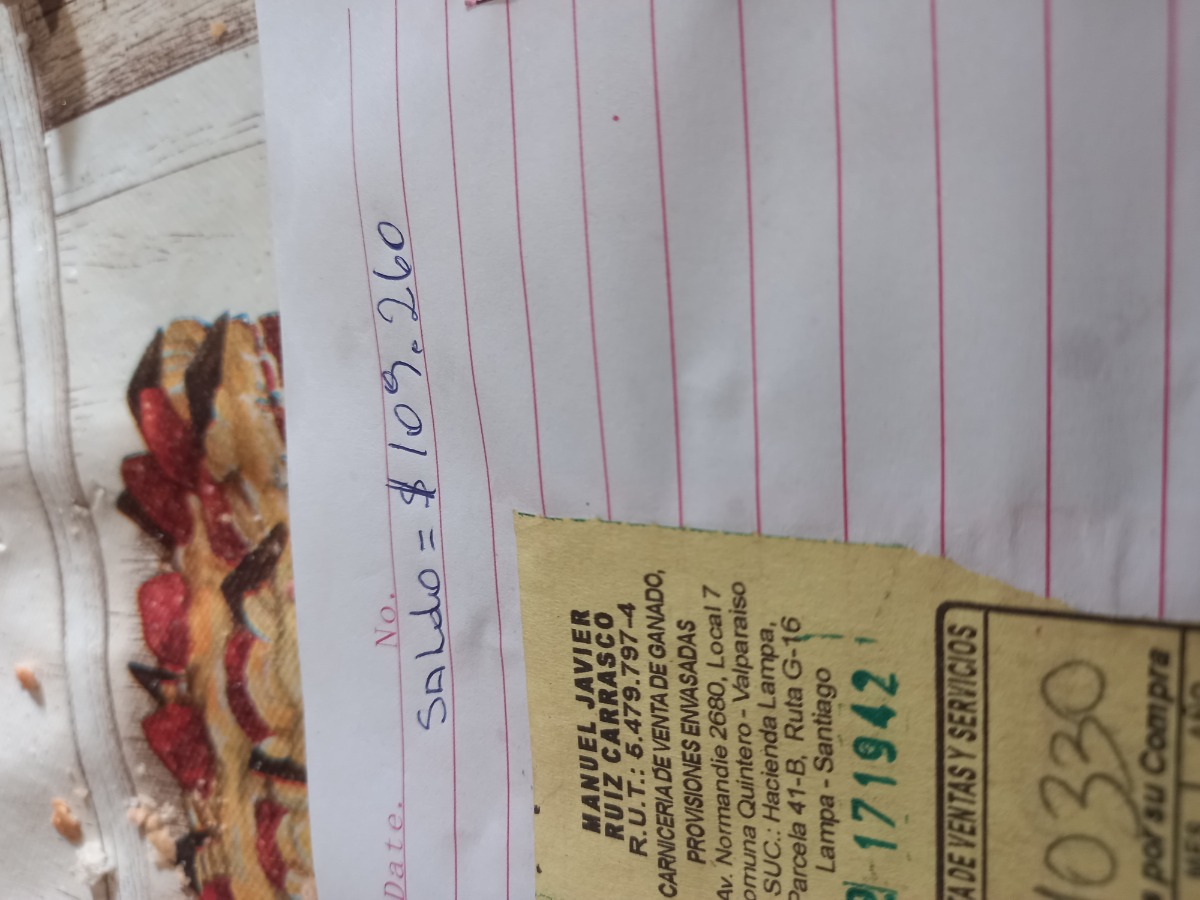 Date. No.
SALdo = $ 109.260
MANUEL JAVIER
RUIZ CARRASCO
R.U.T.: 5.479.797-4
CARNICERIA DE VENTA DE GANADO,
PROVISIONES ENVASADAS
Av. Normandie 2680, Local 7
omuna Quintero - Valparaiso
SUC.: Hacienda Lampa,
Parcela 41-B, Ruta G-16
Lampa - Santiago
171942
TA DE VENTAS Y SERVICIOS
10330
por su Compra